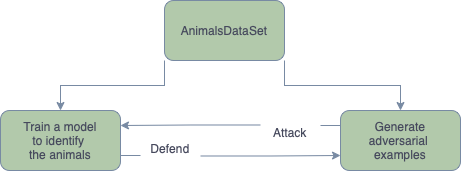 AnimalsDataSet
Train a model
to identify
the animals
Attack
Defend
Generate
adversarial
examples